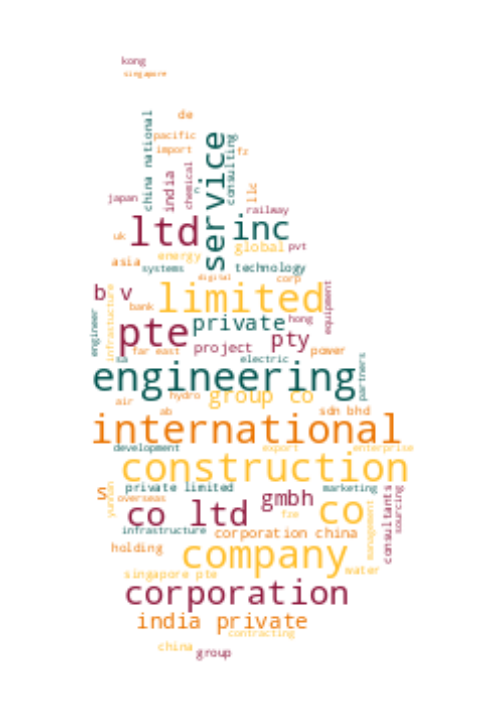 kong
singapore
de
china national
pacific
service
consulting
import
fz
chemical
india
n
llc
japan
railway
ltd
inc
uk
global
pvt
energy
asia
systems
technology
digital
corp
b v
limited
equipment
bank
infrastructure
engineer
pte
private
hong
pty
project
far east
power
sa
electric
partners
engineering
hydro
group co
air
ab
sdn bhd
international
development
export
enterprise
construction
s
private limited
marketing
overseas
yunnan
gmbh
co
co ltd
fze
consultants
sourcing
management
infrastructure
corporation china
holding
company
singapore pte
water
corporation
india private
contracting
china
group